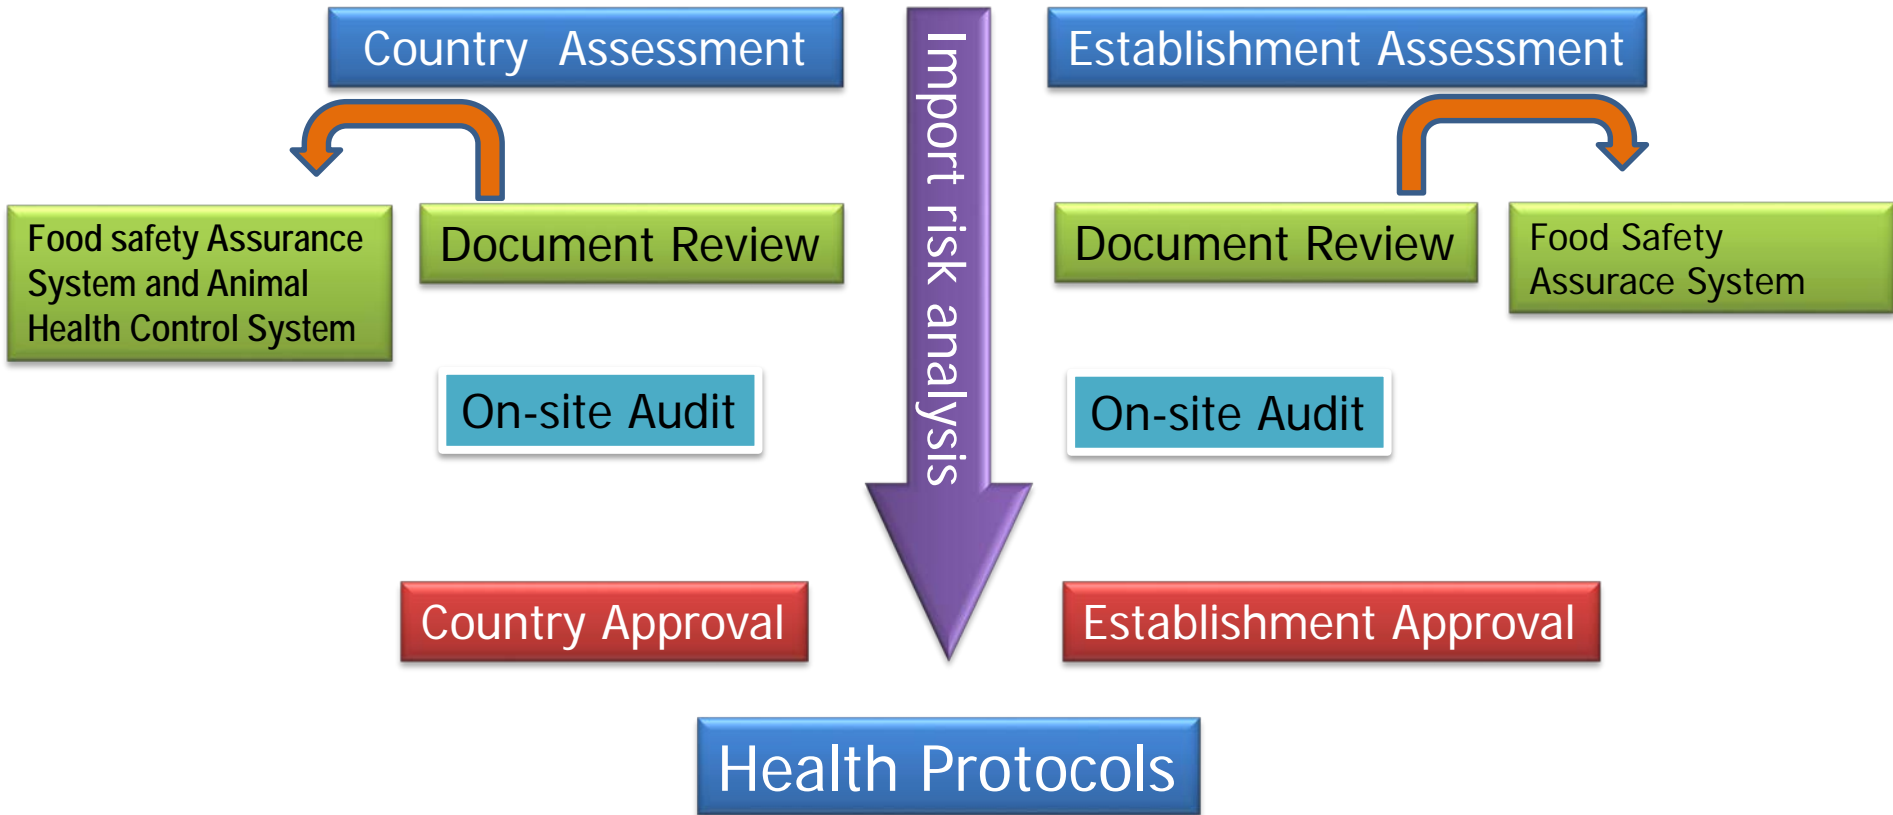 Country  Assessment
Establishment Assessment
Import risk analysis
Food safety Assurance
System and Animal
Health Control System
Document Review
Document Review
Food Safety
Assurace System
On-site Audit
On-site Audit
Country Approval
Establishment Approval
Health Protocols